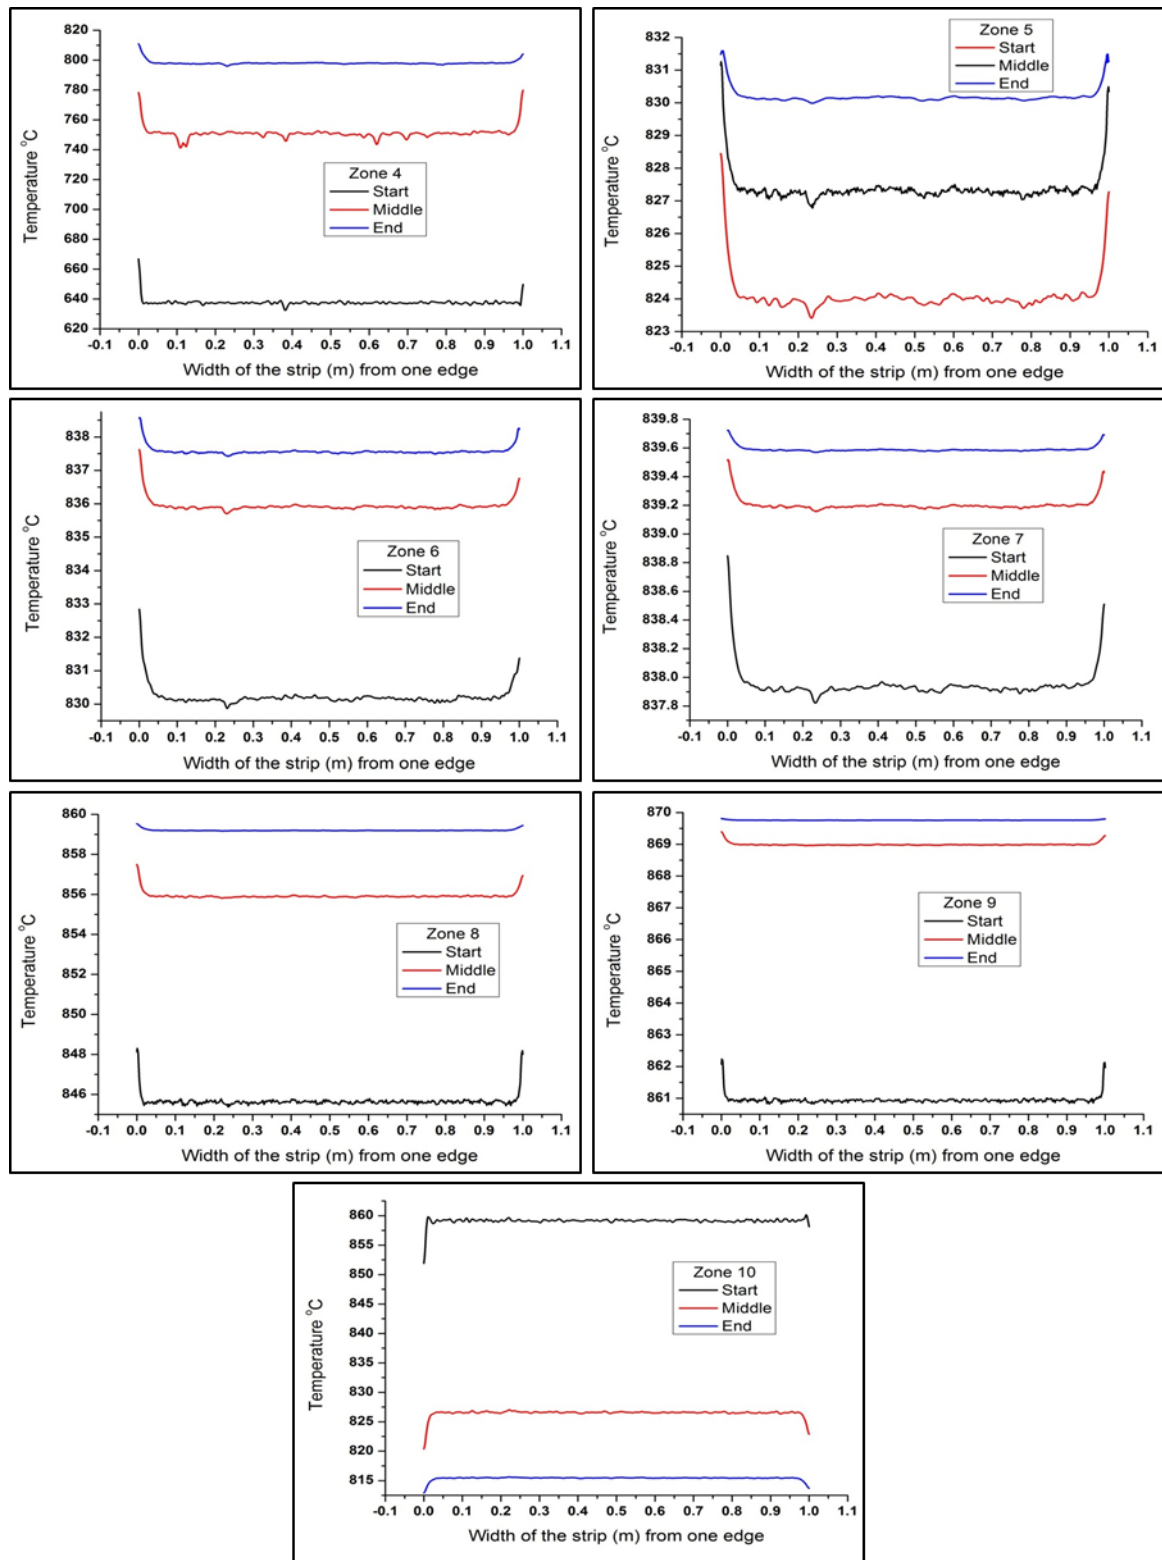 820
800
780
760
740
720
700
680
660
640
620
Temperature °C
Zone 4
Start
Middle
End
-0.1 0.0 0.1 0.2 0.3 0.4 0.5 0.6 0.7 0.8 0.9 1.0 1.1
Width of the strip (m) from one edge
832
831
830
829
828
827
826
825
824
823
Temperature °C
Zone 5
Start
Middle
End
-0.1 0.0 0.1 0.2 0.3 0.4 0.5 0.6 0.7 0.8 0.9 1.0 1.1
Width of the strip (m) from one edge
838
837
836
835
834
833
832
831
830
Temperature °C
Zone 6
Start
Middle
End
-0.1 0.0 0.1 0.2 0.3 0.4 0.5 0.6 0.7 0.8 0.9 1.0 1.1
Width of the strip (m) from one edge
839.8
839.6
839.4
839.2
839.0
838.8
838.6
838.4
838.2
838.0
837.8
Temperature °C
Zone 7
Start
Middle
End
-0.1 0.0 0.1 0.2 0.3 0.4 0.5 0.6 0.7 0.8 0.9 1.0 1.1
Width of the strip (m) from one edge
860
858
856
854
852
850
848
846
Temperature °C
Zone 8
Start
Middle
End
-0.1 0.0 0.1 0.2 0.3 0.4 0.5 0.6 0.7 0.8 0.9 1.0 1.1
Width of the strip (m) from one edge
870
869
868
867
866
865
864
863
862
861
Temperature °C
Zone 9
Start
Middle
End
-0.1 0.0 0.1 0.2 0.3 0.4 0.5 0.6 0.7 0.8 0.9 1.0 1.1
Width of the strip (m) from one edge
860
855
850
845
840
835
830
825
820
815
Temperature °C
Zone 10
Start
Middle
End
-0.1 0.0 0.1 0.2 0.3 0.4 0.5 0.6 0.7 0.8 0.9 1.0 1.1
Width of the strip (m) from one edge